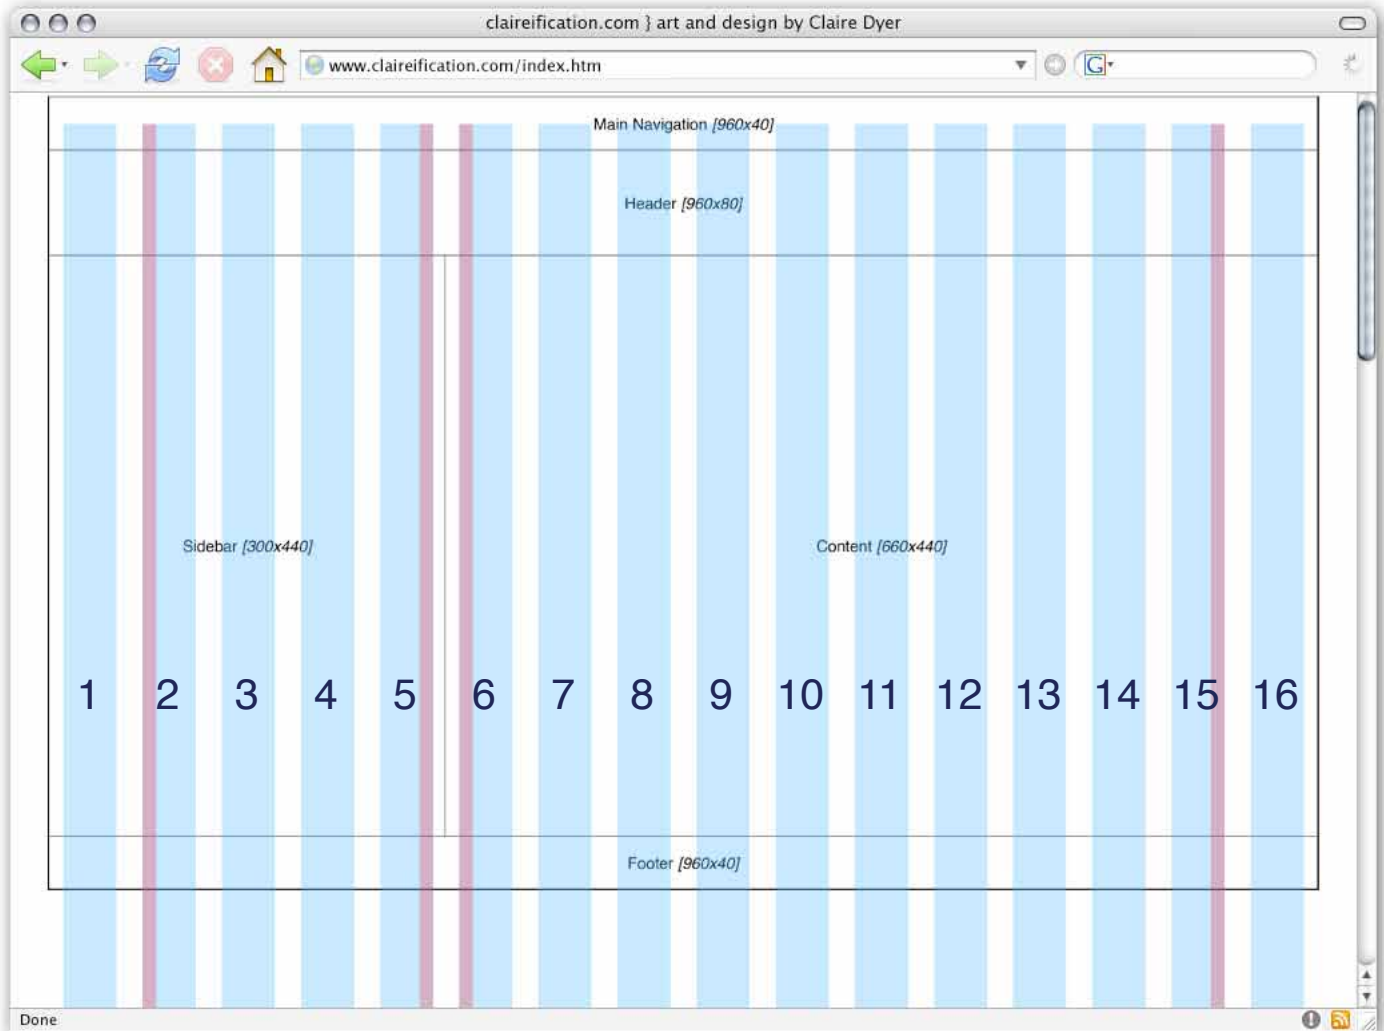 claireification.com } art and design by Claire Dyer
www.claireification.com/index.htm
G
Main Navigation [960x40]
Header [960x80]
Sidebar [300x440]
Content [660x440]
1 2 3 4 5 6 7 8 9 10 11 12 13 14 15 16
Footer [960x40]
Done